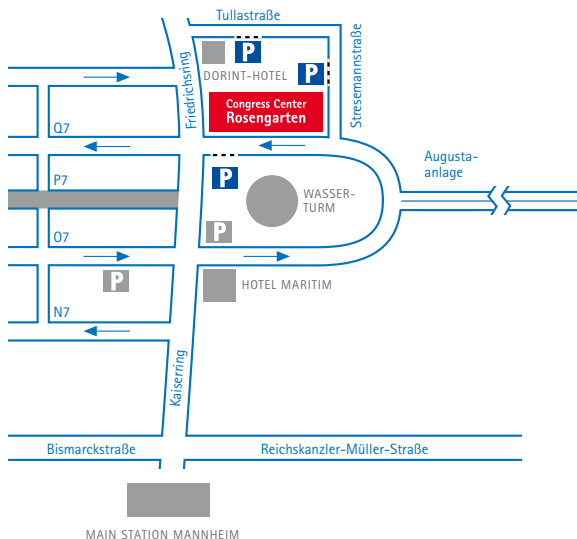 Tullastraße
Friedrichsring
P
P
DORINT-HOTEL
Stresemannstraße
Congress Center
Rosengarten
Q7
Augusta-
anlage
P7
P
WASSER-
TURM
O7
P
P
HOTEL MARITIM
N7
Kaiserring
Bismarckstraße
Reichskanzler-Müller-Straße
MAIN STATION MANNHEIM